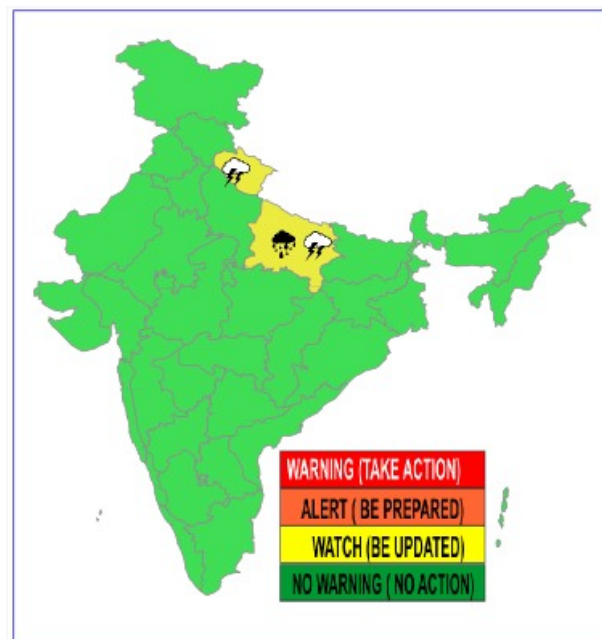 WARNING (TAKE ACTION)
ALERT ( BE PREPARED)
WATCH (BE UPDATED)
NO WARNING ( NO ACTION)